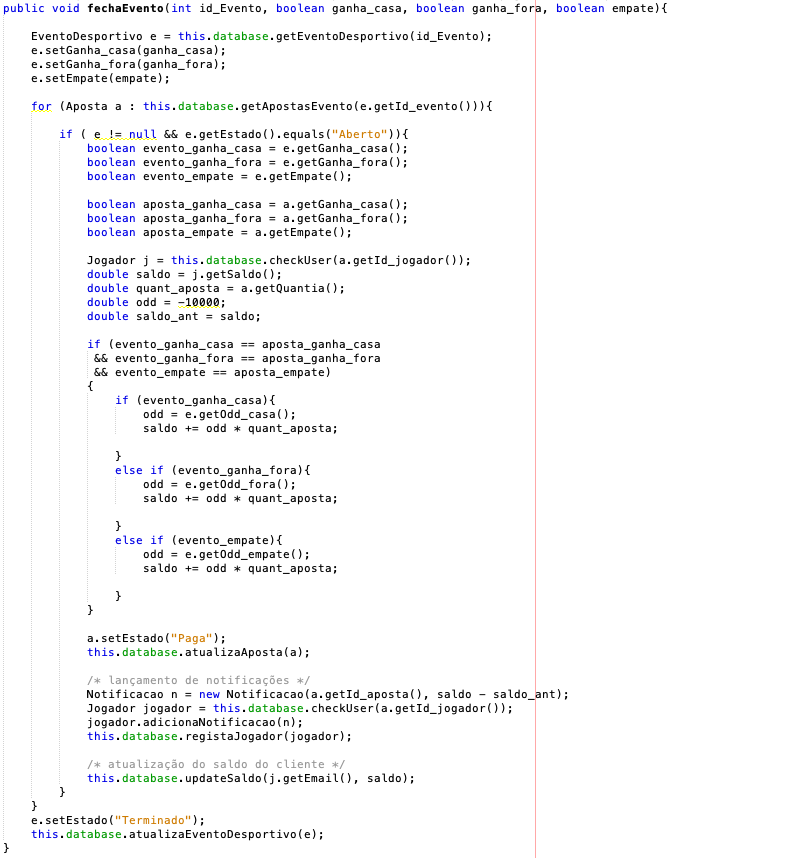 public void fechaEvento(int id_Evento, boolean ganha_casa, boolean ganha_fora, boolean empate){
EventoDesportivo e = this.database.getEventoDesportivo(id_Evento);
e.setGanha_casa(ganha_casa);
e.setGanha_fora(ganha_fora);
e.setEmpate(empate);
for (Aposta a : this.database.getApostasEvento(e.getId_evento())){
if ( e != null && e.getEstado().equals("Aberto")){
boolean evento_ganha_casa = e.getGanha_casa();
boolean evento_ganha_fora = e.getGanha_fora();
boolean evento_empate = e.getEmpate();
boolean aposta_ganha_casa = a.getGanha_casa();
boolean aposta_ganha_fora = a.getGanha_fora();
boolean aposta_empate = a.getEmpate();
Jogador j = this.database.checkUser(a.getId_jogador());
double saldo = j.getSaldo();
double quant_aposta = a.getQuantia();
double odd = -10000;
double saldo_ant = saldo;
if (evento_ganha_casa == aposta_ganha_casa
&& evento_ganha_fora == aposta_ganha_fora
&& evento_empate == aposta_empate)
{
if (evento_ganha_casa){
odd = e.getOdd_casa();
saldo += odd * quant_aposta;
}
else if (evento_ganha_fora){
odd = e.getOdd_fora();
saldo += odd * quant_aposta;
}
else if (evento_empate){
odd = e.getOdd_empate();
saldo += odd * quant_aposta;
}
}
a.setEstado("Paga");
this.database.atualizaAposta(a);
/* lançamento de notificações */
Notificacao n = new Notificacao(a.getId_aposta(), saldo - saldo_ant);
Jogador jogador = this.database.checkUser(a.getId_jogador());
jogador.adicionaNotificacao(n);
this.database.registaJogador(jogador);
/* atualização do saldo do cliente */
this.database.updateSaldo(j.getEmail(), saldo);
}
}
e.setEstado("Terminado");
this.database.atualizaEventoDesportivo(e);
}